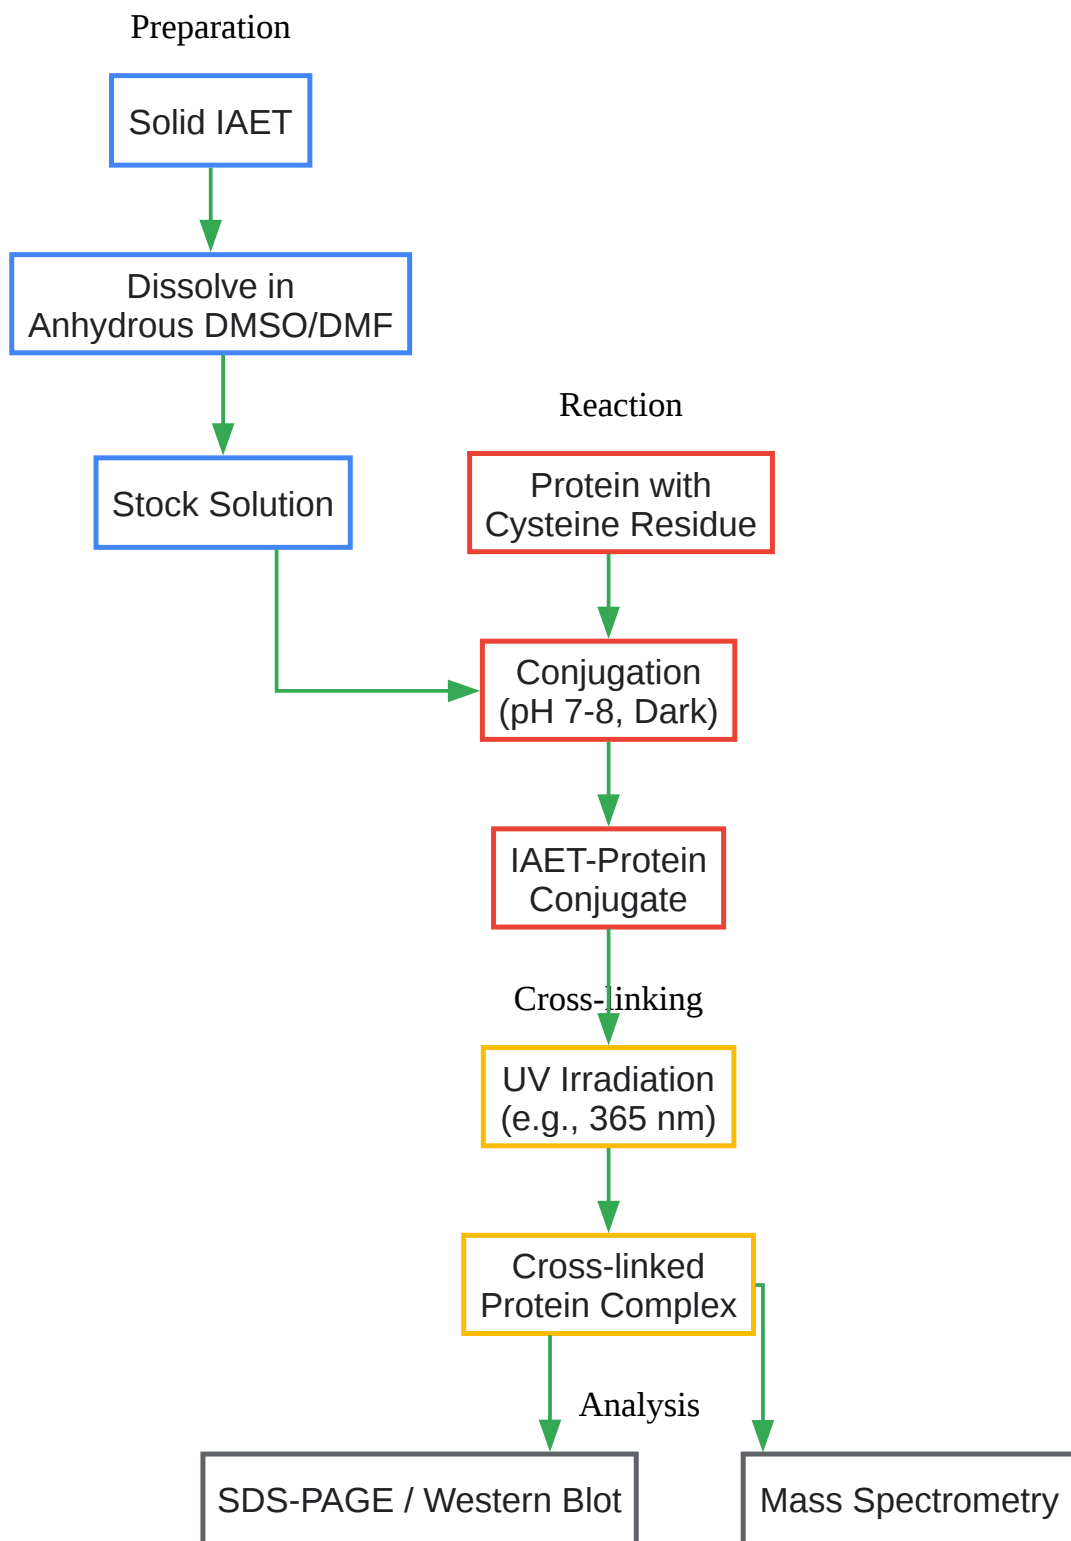 Preparation
Solid IAET
Dissolve in
Anhydrous DMSO/DMF
Stock Solution
Reaction
Protein with
Cysteine Residue
Conjugation
(pH 7-8, Dark)
IAET-Protein
Conjugate
Cross-linking
UV Irradiation
(e.g., 365 nm)
Cross-linked
Protein Complex
Analysis
SDS-PAGE / Western Blot
Mass Spectrometry